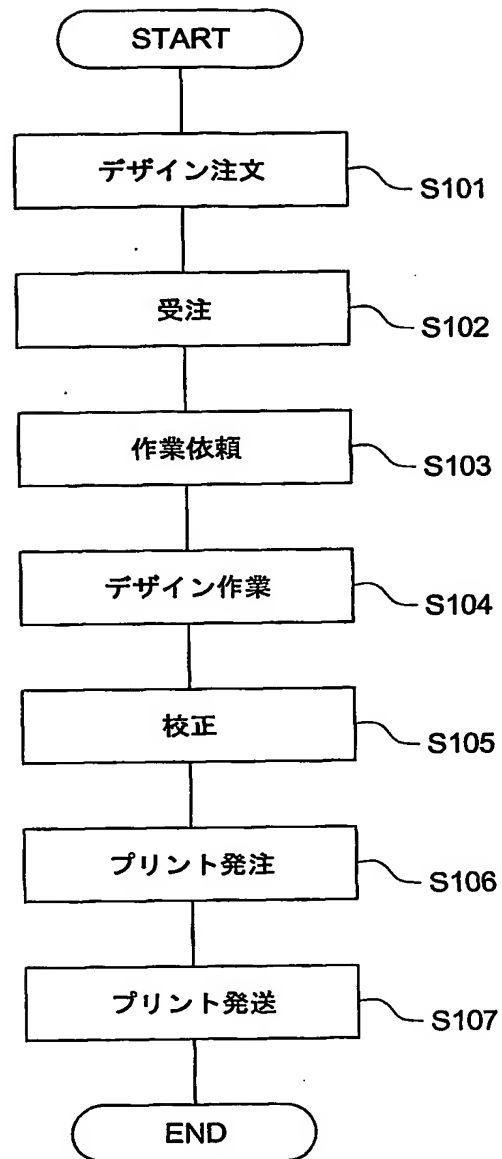 START
デザイン注文
S101
受注
S102
作業依頼
S103
デザイン作業
S104
校正
S105
プリント発注
S106
プリント発送
S107
END